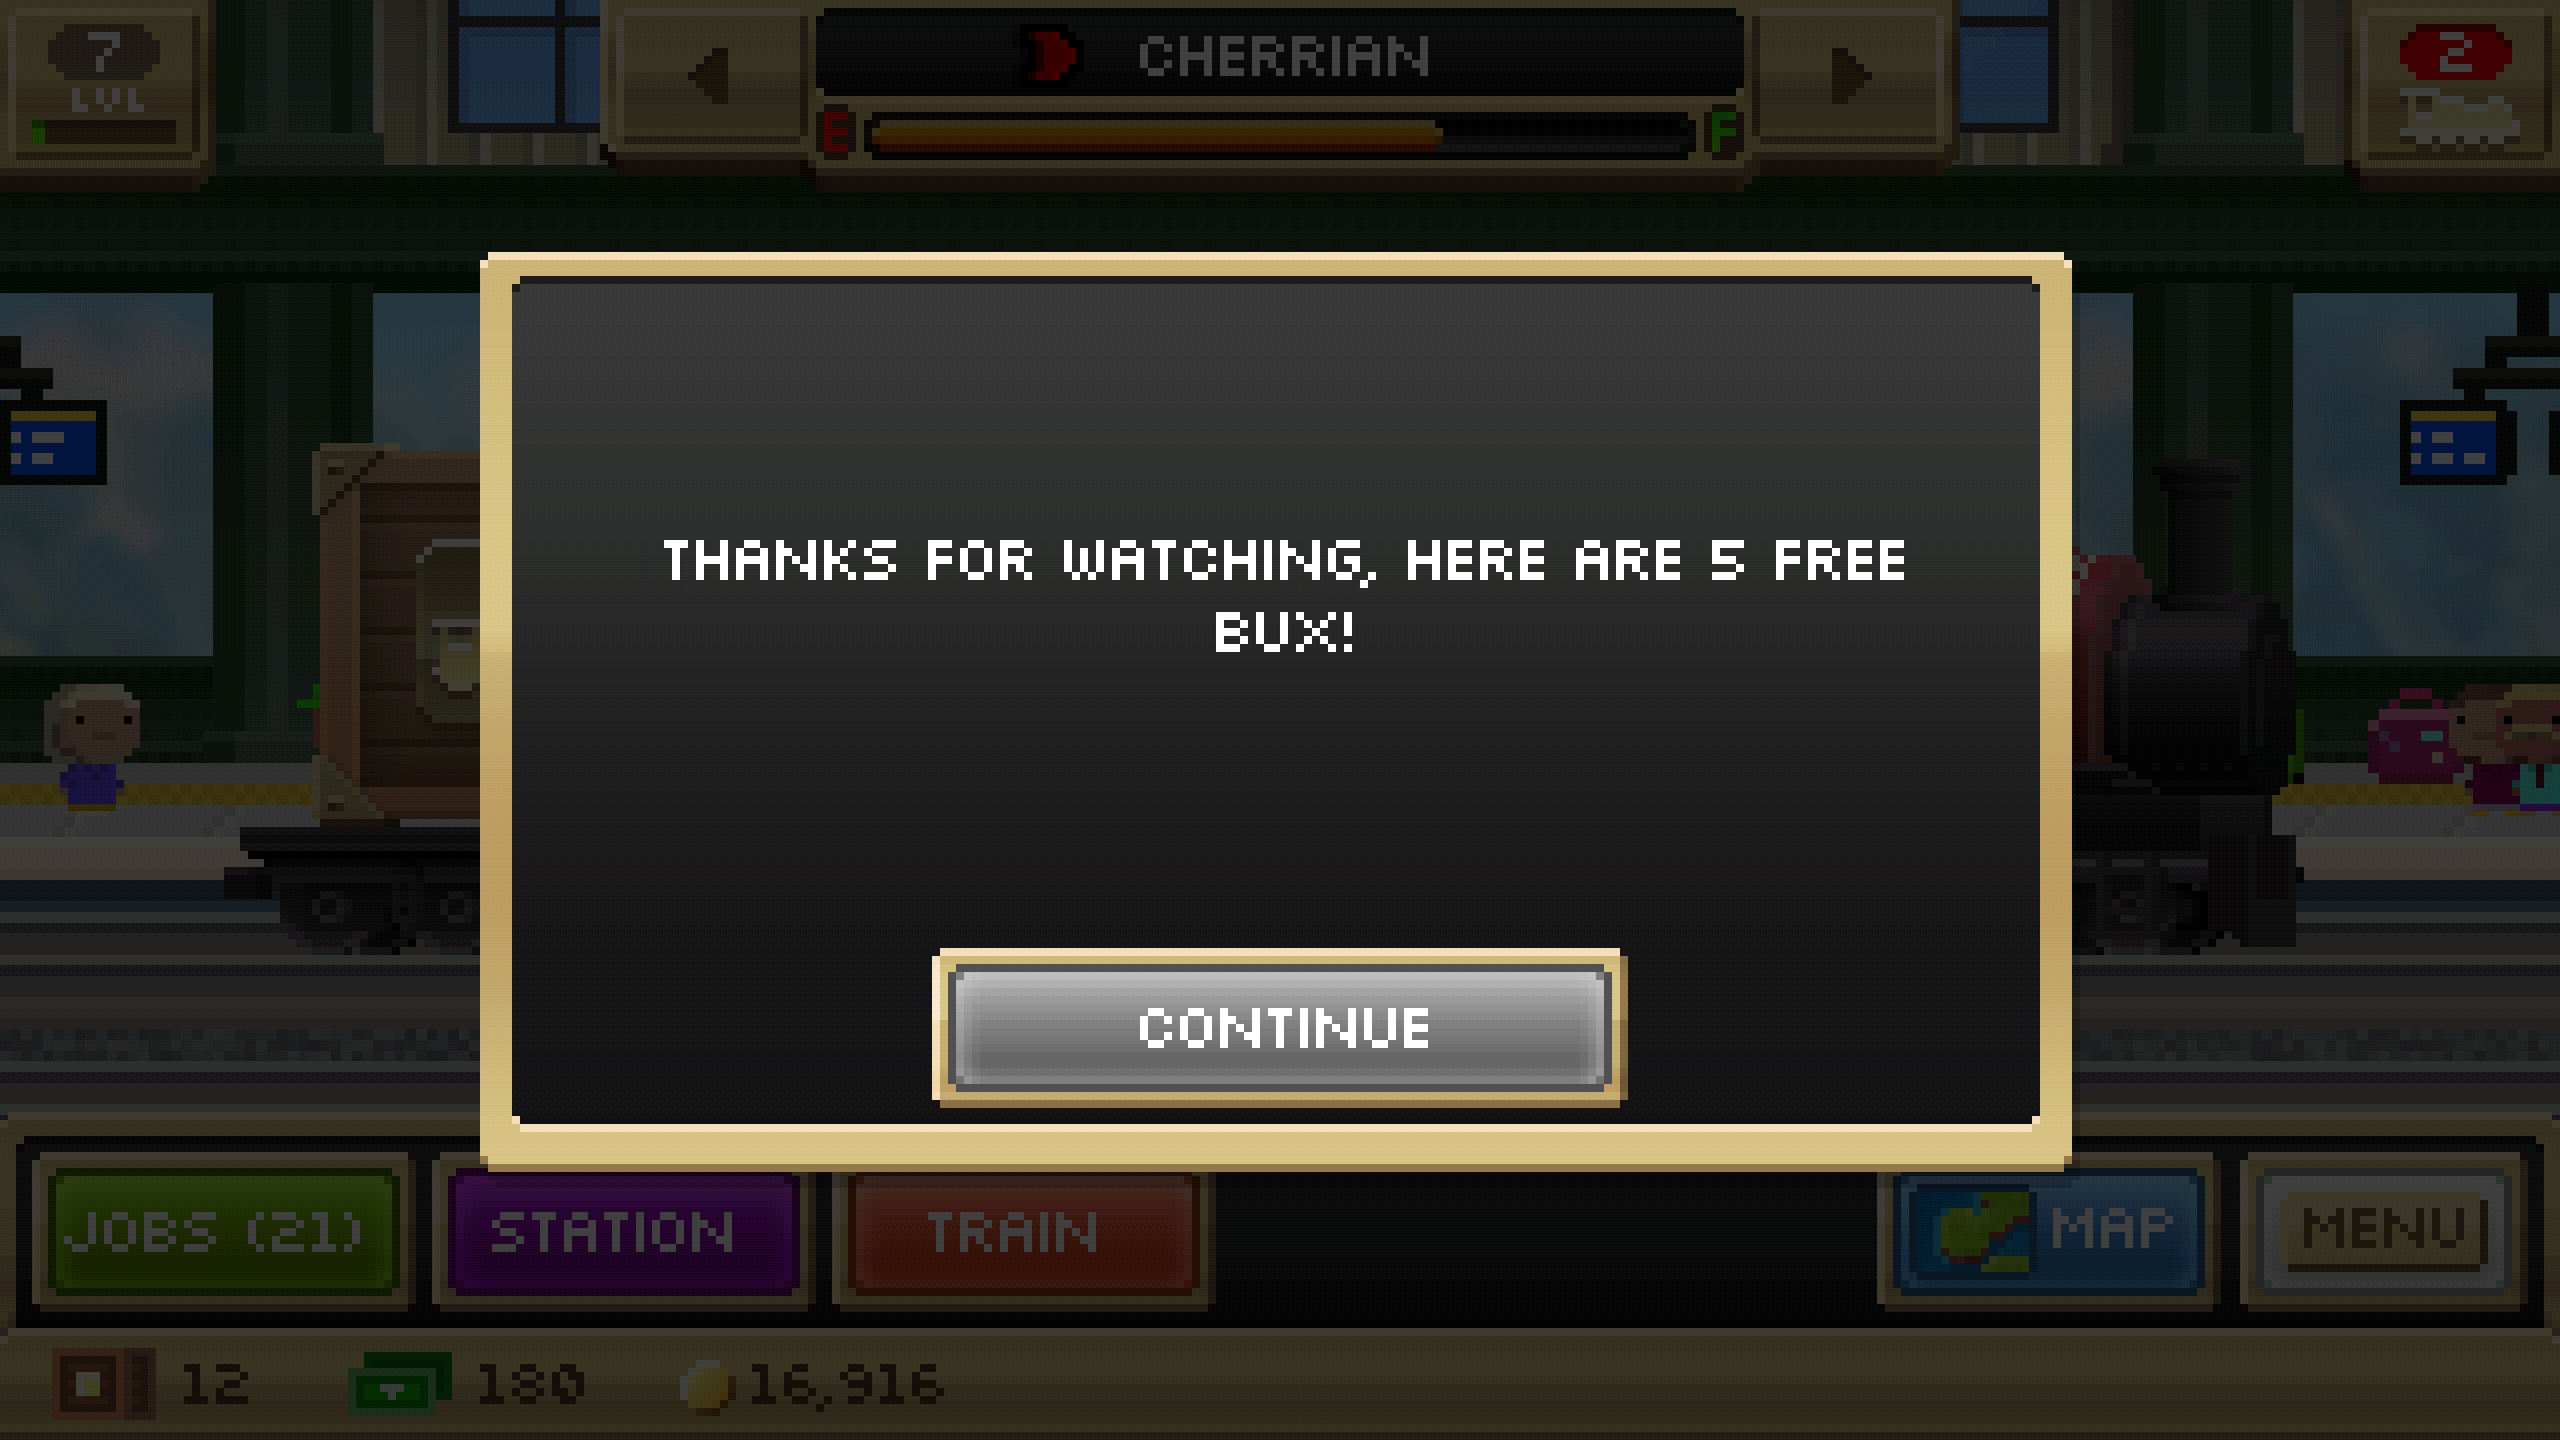 7
LVL
CHERRIAN
2
E
F
THANKS FOR WATCHING, HERE ARE 5 FREE
BUX!
CONTINUE
JOBS (21)
STATION
TRAIN
MAP
MENU
12
180
16,916